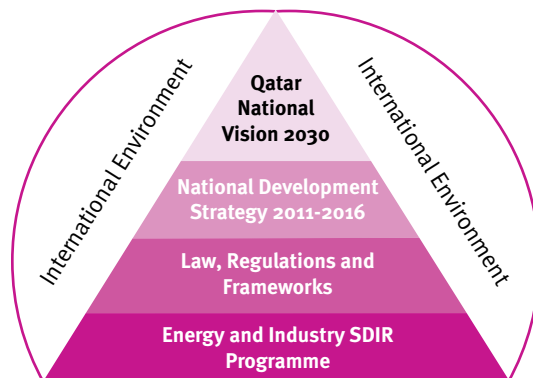 International Environment
International Environment
Qatar
National
Vision 2030
National Development
Strategy 2011-2016
Law, Regulations and
Frameworks
Energy and Industry SDIR
Programme